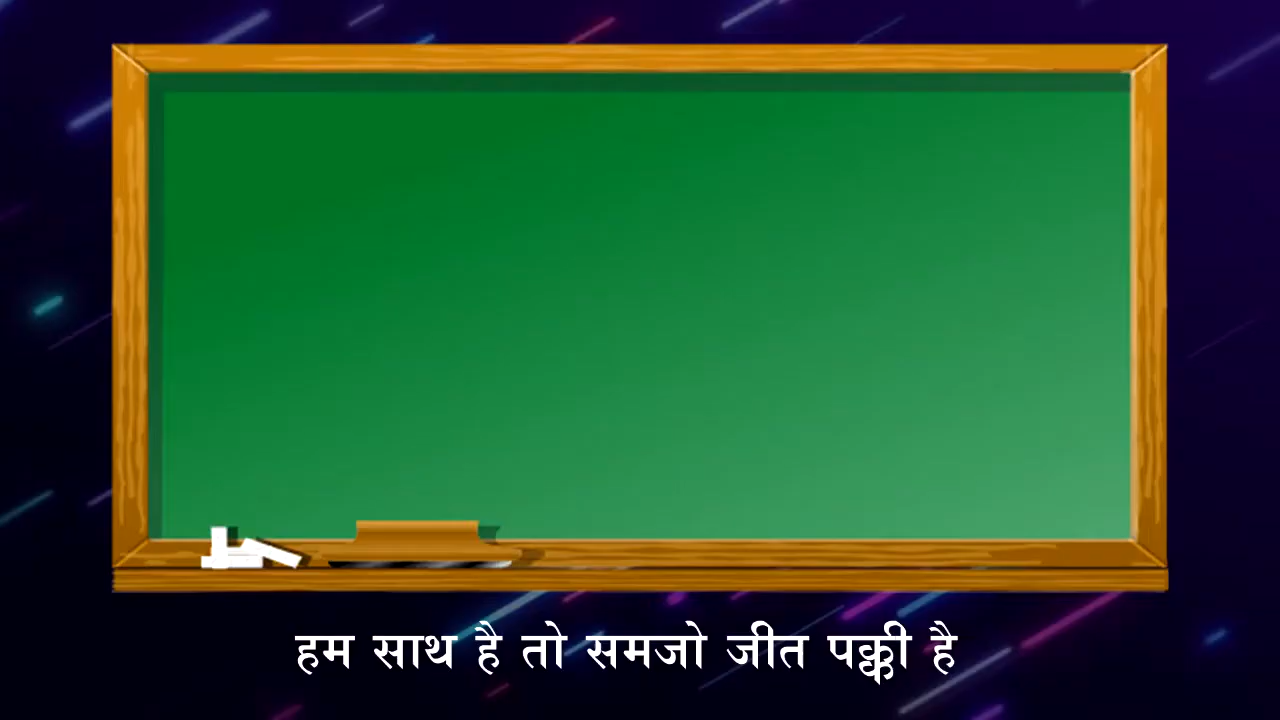 हम साथ है तो समजो जीत पक्की है